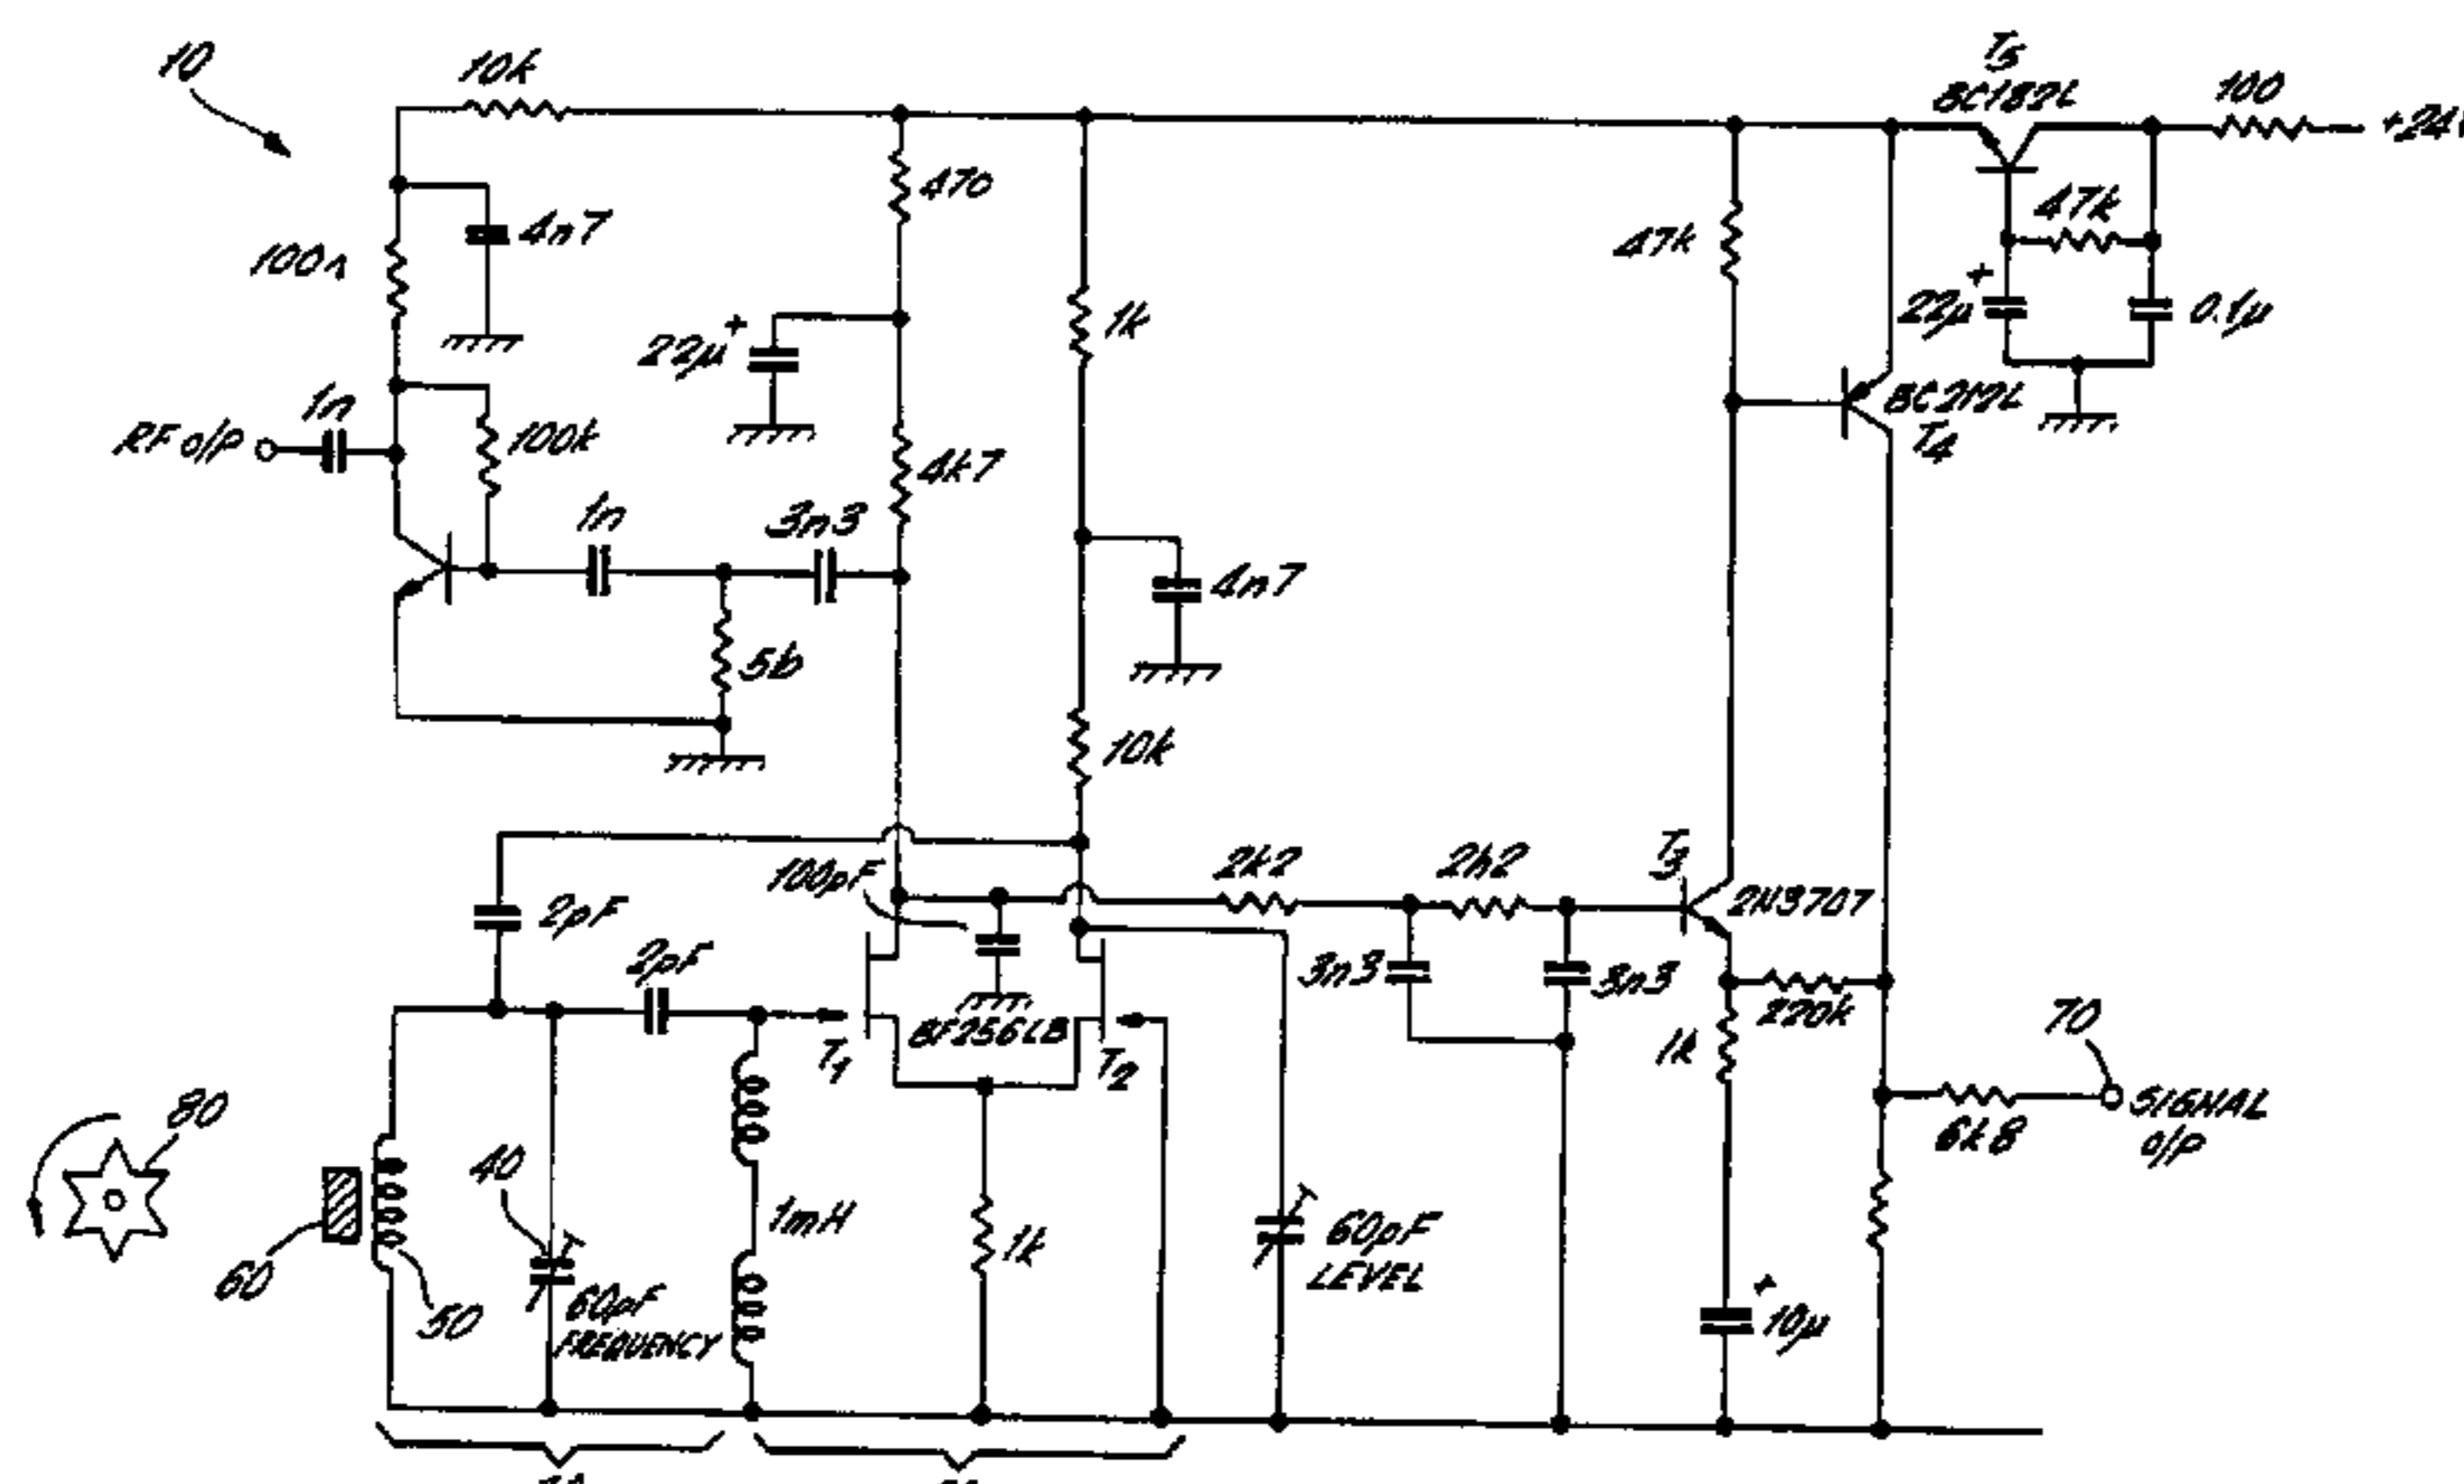 10
10k
T5
BC182L
100
+24
470
4n7
100
47k
47k
1k
22µ
+
+
22µ
0.1µ
1n
BC212L
RF o/p
100k
4k7
T4
1n
3n3
4n7
56
10k
T3
2k2
2k2
100pF
2N3707
2pF
2pF
3n3
3n3
BF256LB
220k
70
T1
T2
1k
SIGNAL
O/P
80
6k8
40
1mH
1k
60pF
LEVEL
60
50
60pF
FREQUENCY
+
10µ